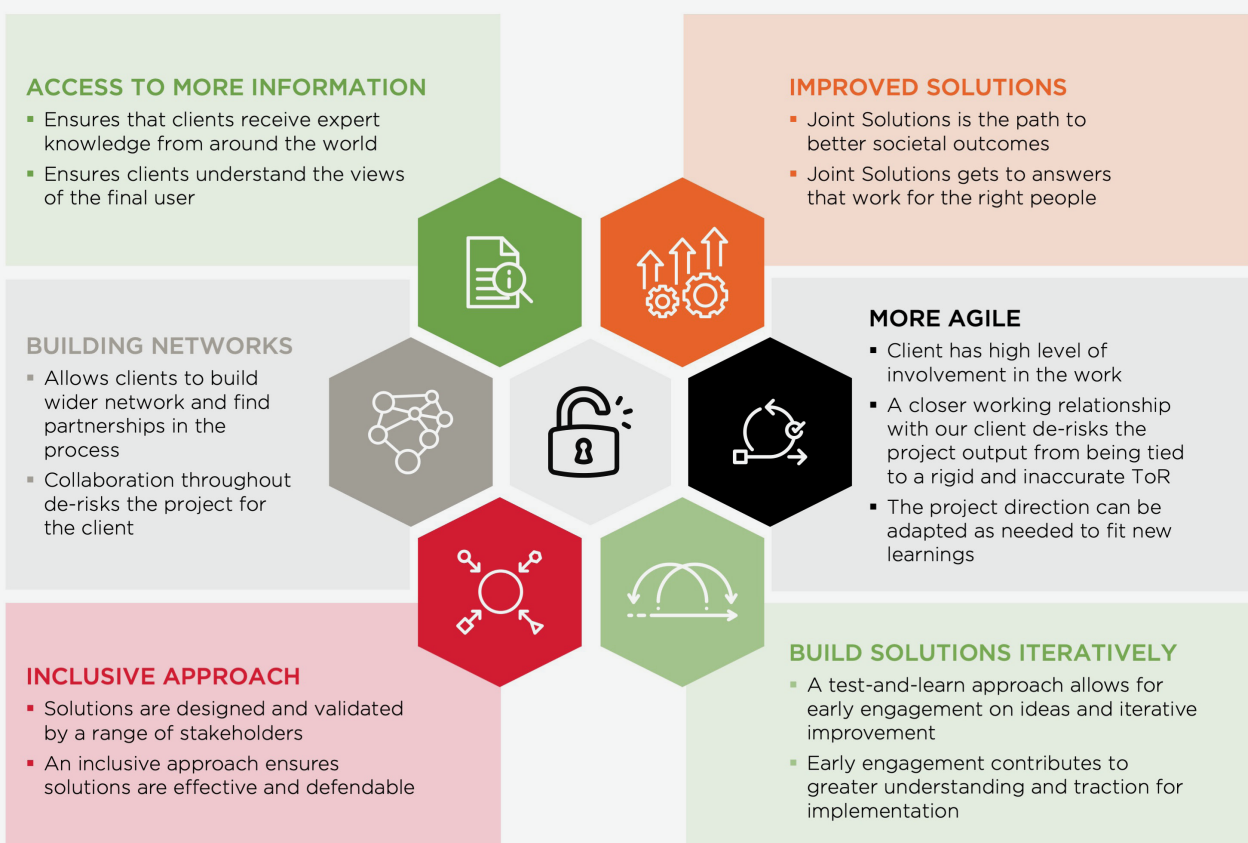 ACCESS TO MORE INFORMATION
▪ Ensures that clients receive expert
knowledge from around the world
▪ Ensures clients understand the views
of the final user
IMPROVED SOLUTIONS
▪ Joint Solutions is the path to
better societal outcomes
▪ Joint Solutions gets to answers
that work for the right people
BUILDING NETWORKS
▪ Allows clients to build
wider network and find
partnerships in the
process
▪ Collaboration throughout
de-risks the project for
the client
MORE AGILE
▪ Client has high level of
involvement in the work
▪ A closer working relationship
with our client de-risks the
project output from being tied
to a rigid and inaccurate ToR
▪ The project direction can be
adapted as needed to fit new
learnings
INCLUSIVE APPROACH
▪ Solutions are designed and validated
by a range of stakeholders
▪ An inclusive approach ensures
solutions are effective and defendable
BUILD SOLUTIONS ITERATIVELY
▪ A test-and-learn approach allows for
early engagement on ideas and iterative
improvement
▪ Early engagement contributes to
greater understanding and traction for
implementation